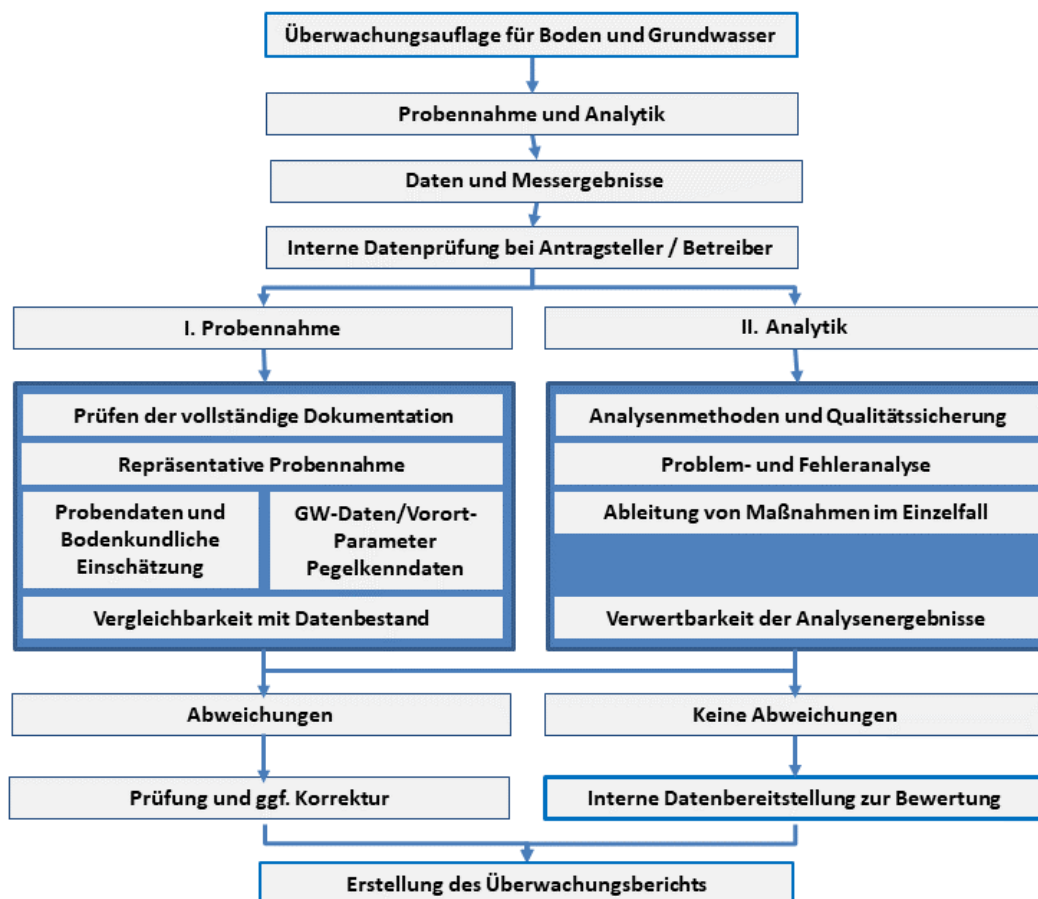 Überwachungsauflage für Boden und Grundwasser
Probennahme und Analytik
Daten und Messergebnisse
Interne Datenprüfung bei Antragsteller / Betreiber
I. Probennahme
II. Analytik
Prüfen der vollständige Dokumentation
Repräsentative Probennahme
Probendaten und
Bodenkundliche
Einschätzung
GW-Daten/Vorort-
Parameter
Pegelkenndaten
Vergleichbarkeit mit Datenbestand
Analysenmethoden und Qualitätssicherung
Problem- und Fehleranalyse
Ableitung von Maßnahmen im Einzelfall
Verwertbarkeit der Analysenergebnisse
Abweichungen
Keine Abweichungen
Prüfung und ggf. Korrektur
Interne Datenbereitstellung zur Bewertung
Erstellung des Überwachungsberichts